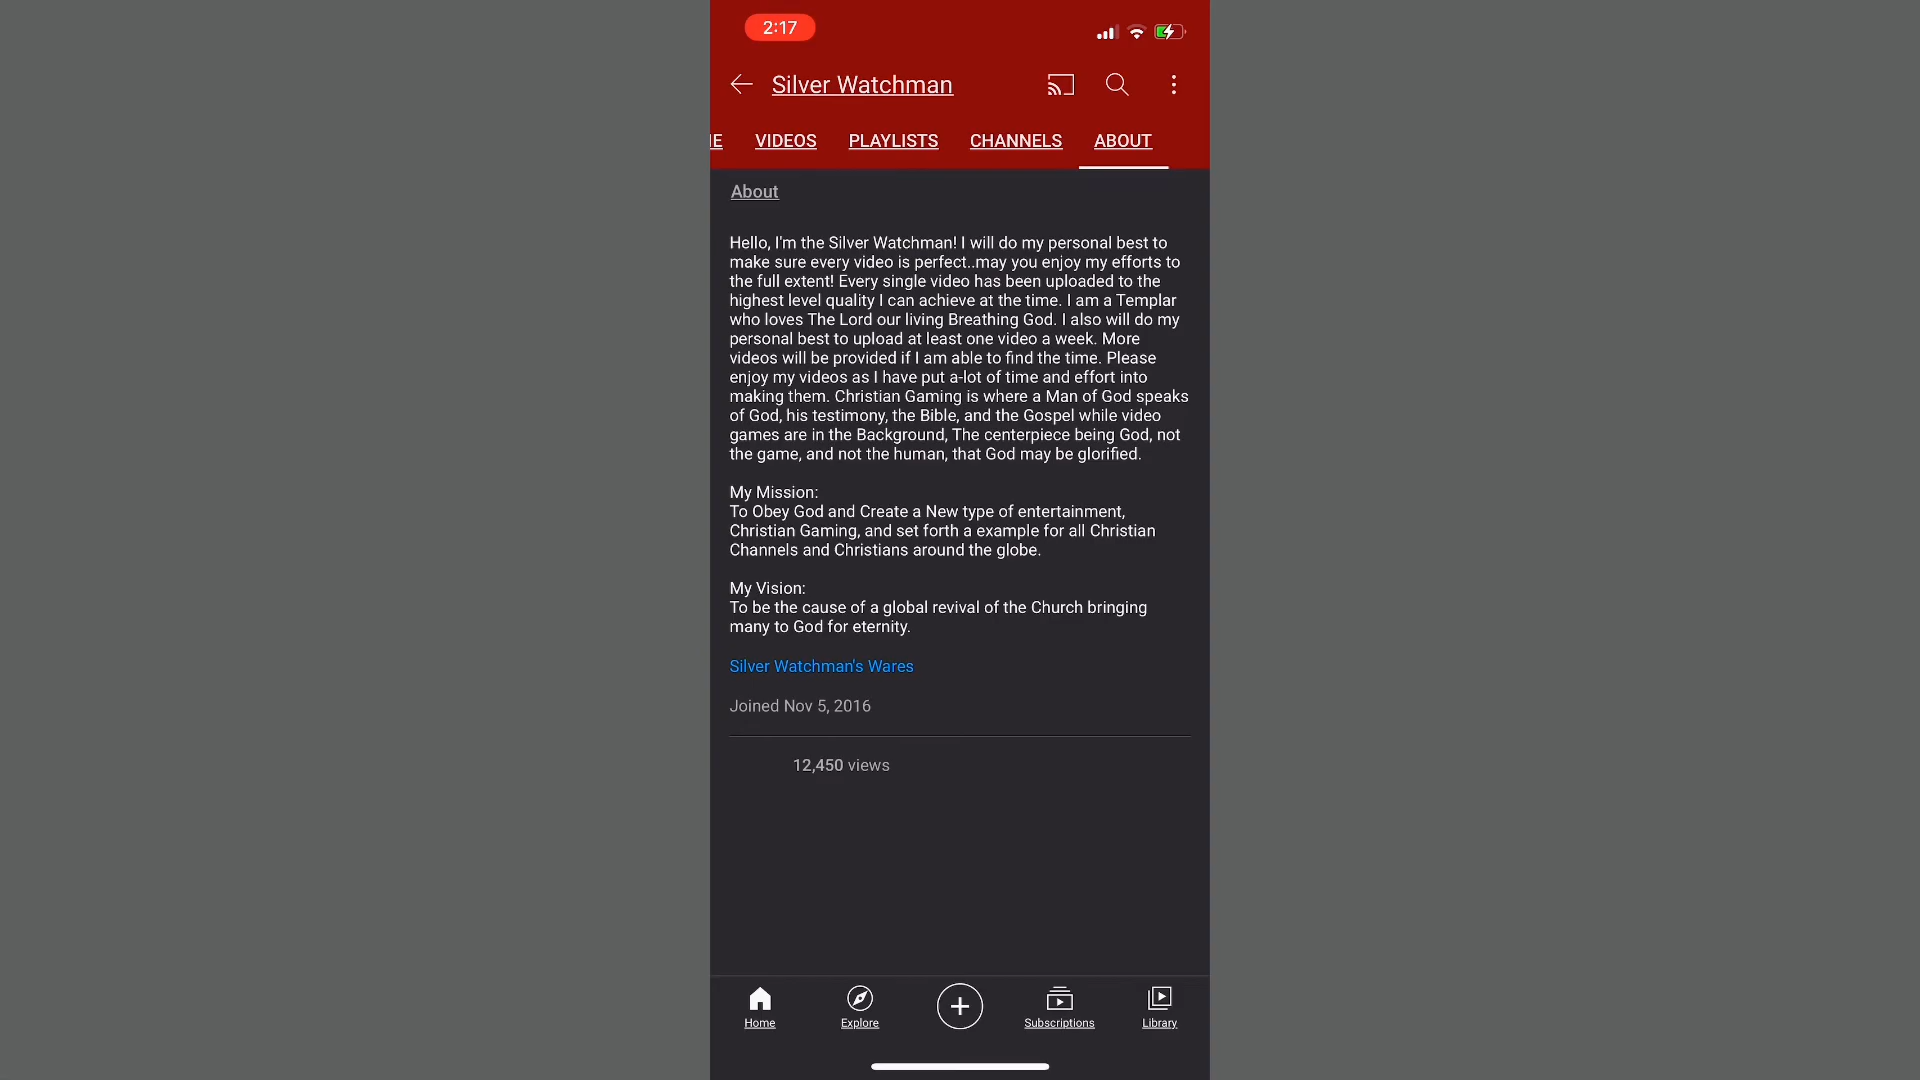 2:17
Silver Watchman
IE VIDEOS PLAYLISTS CHANNELS ABOUT
About
Hello, I'm the Silver Watchman! I will do my personal best to
make sure every video is perfect..may you enjoy my efforts to
the full extent! Every single video has been uploaded to the
highest level quality I can achieve at the time. I am a Templar
who loves The Lord our living Breathing God. I also will do my
personal best to upload at least one video a week. More
videos will be provided if I am able to find the time. Please
enjoy my videos as I have put a-lot of time and effort into
making them. Christian Gaming is where a Man of God speaks
of God, his testimony, the Bible, and the Gospel while video
games are in the Background, The centerpiece being God, not
the game, and not the human, that God may be glorified.
My Mission:
To Obey God and Create a New type of entertainment,
Christian Gaming, and set forth a example for all Christian
Channels and Christians around the globe.
My Vision:
To be the cause of a global revival of the Church bringing
many to God for eternity.
Silver Watchman's Wares
Joined Nov 5, 2016
12,450 views
Home Explore Subscriptions Library